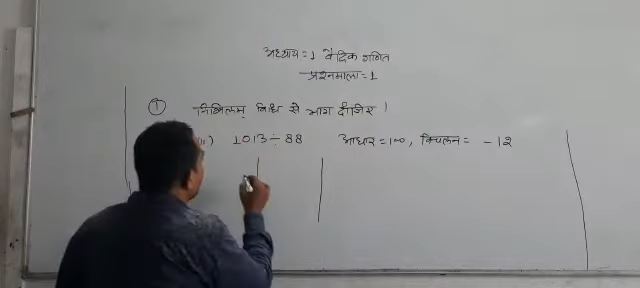 अध्याय = 1 वैदिक गणित
प्रश्नमाला = 1
① निखिलम् विधि से भाग दीजिए।
1013 ÷ 88 आधार = 100, विचलन = -12